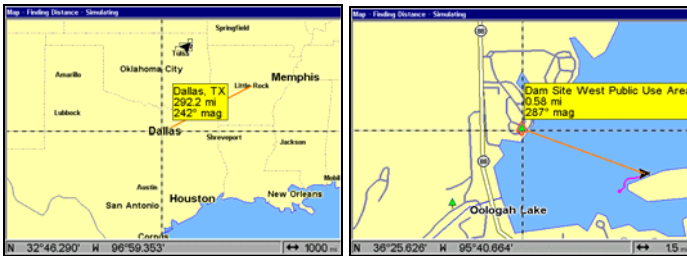 Map - Finding Distance - Simulating
Springfield
Tulsa
Oklahoma City
Amarillo
Little Rock
Memphis
Dallas, TX
292.2 mi
242° mag
Lubbock
Dallas
Shreveport
Jackson
Austin
Mobil
San Antonio
Houston
New Orleans
Corpus
N 32°46.290' W 96°59.353'
↔ 1000 mi
Map - Finding Distance - Simulating
88
Dam Site West Public Use Area
0.58 mi
287° mag
88
Oologah Lake
N 36°25.626' W 95°40.664'
↔ 1.5 mi